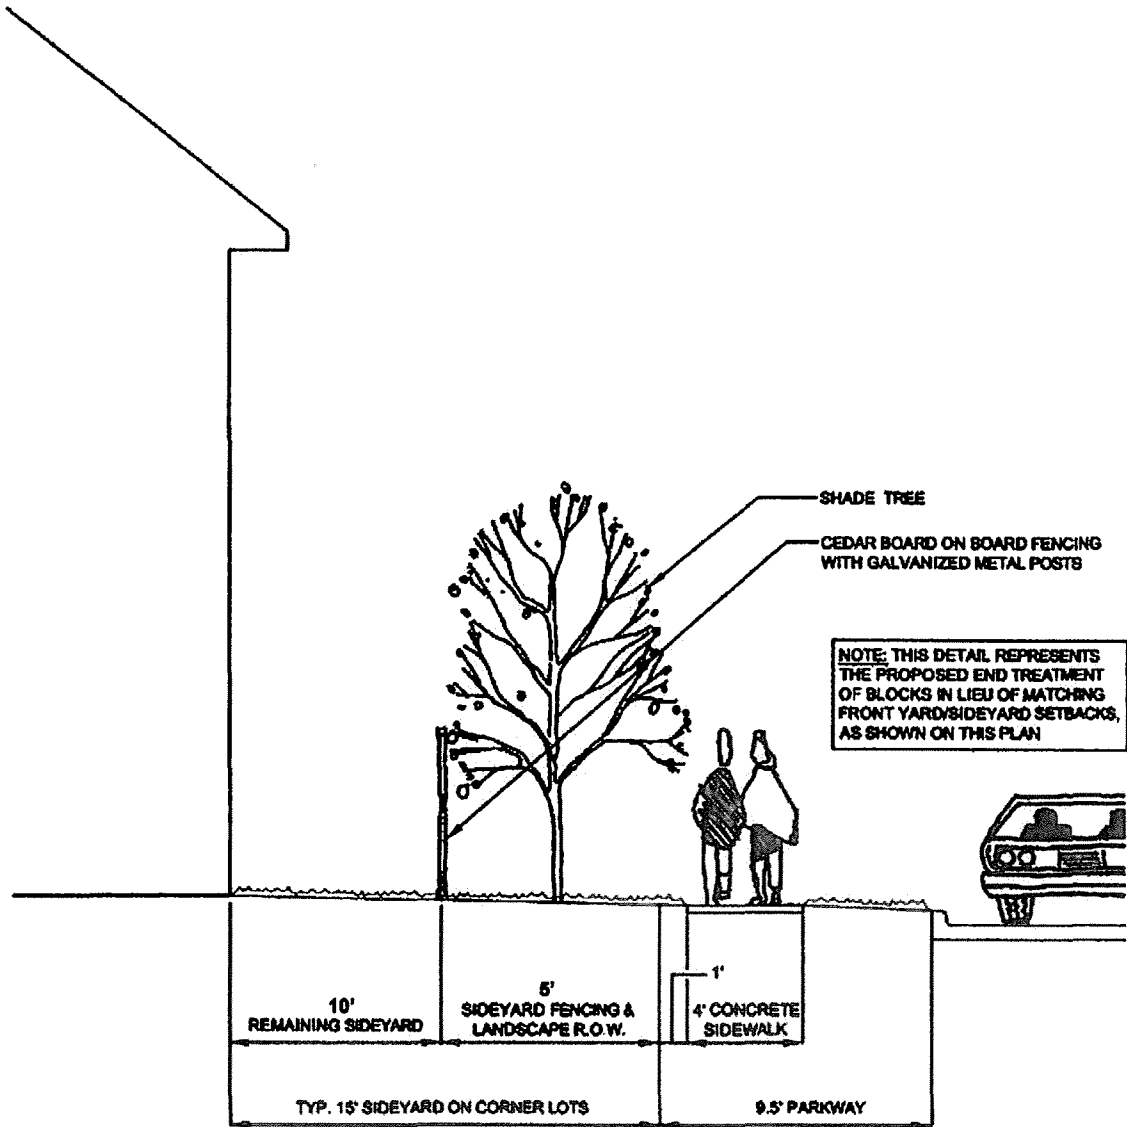 SHADE TREE
CEDAR BOARD ON BOARD FENCING
WITH GALVANIZED METAL POSTS
NOTE: THIS DETAIL REPRESENTS
THE PROPOSED END TREATMENT
OF BLOCKS IN LIEU OF MATCHING
FRONT YARD/SIDEYARD SETBACKS,
AS SHOWN ON THIS PLAN
10'
REMAINING SIDEYARD
5'
SIDEYARD FENCING &
LANDSCAPE R.O.W.
1'
4' CONCRETE
SIDEWALK
TYP. 15' SIDEYARD ON CORNER LOTS
9.5' PARKWAY